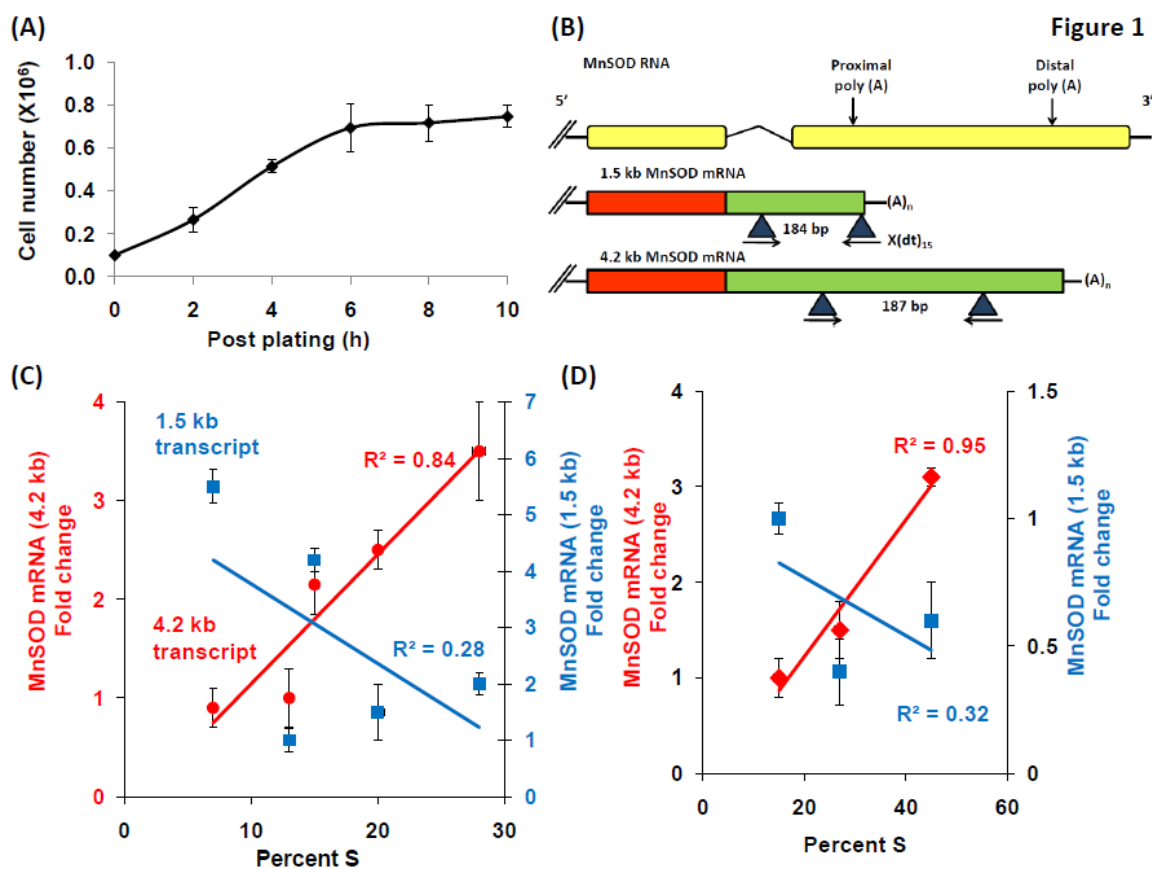 (A)
Cell number (X10⁶)
1.0
0.8
0.6
0.4
0.2
0.0
0 2 4 6 8 10
Post plating (h)
(B)
Figure 1
MnSOD RNA
Proximal
poly (A)
Distal
poly (A)
5’
3’
1.5 kb MnSOD mRNA
(A)n
184 bp
X(dt)15
4.2 kb MnSOD mRNA
(A)n
187 bp
(C)
MnSOD mRNA (4.2 kb)
Fold change
4
3
2
1
0
1.5 kb
transcript
R² = 0.84
4.2 kb
transcript
R² = 0.28
7
6
5
4
3
2
1
0
MnSOD mRNA (1.5 kb)
Fold change
0 10 20 30
Percent S
(D)
MnSOD mRNA (4.2 kb)
Fold change
4
3
2
1
0
R² = 0.95
R² = 0.32
1.5
1
0.5
0
MnSOD mRNA (1.5 kb)
Fold change
0 20 40 60
Percent S